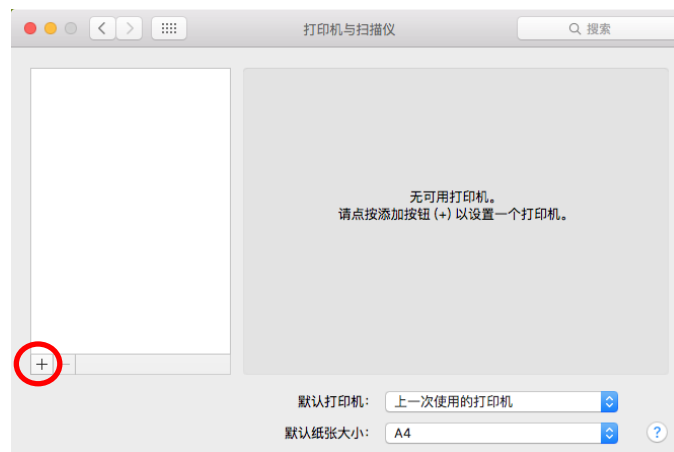 打印机与扫描仪
搜索
无可用打印机。
请点按添加按钮 (+) 以设置一个打印机。
+ −
默认打印机: 上一次使用的打印机
默认纸张大小: A4
?